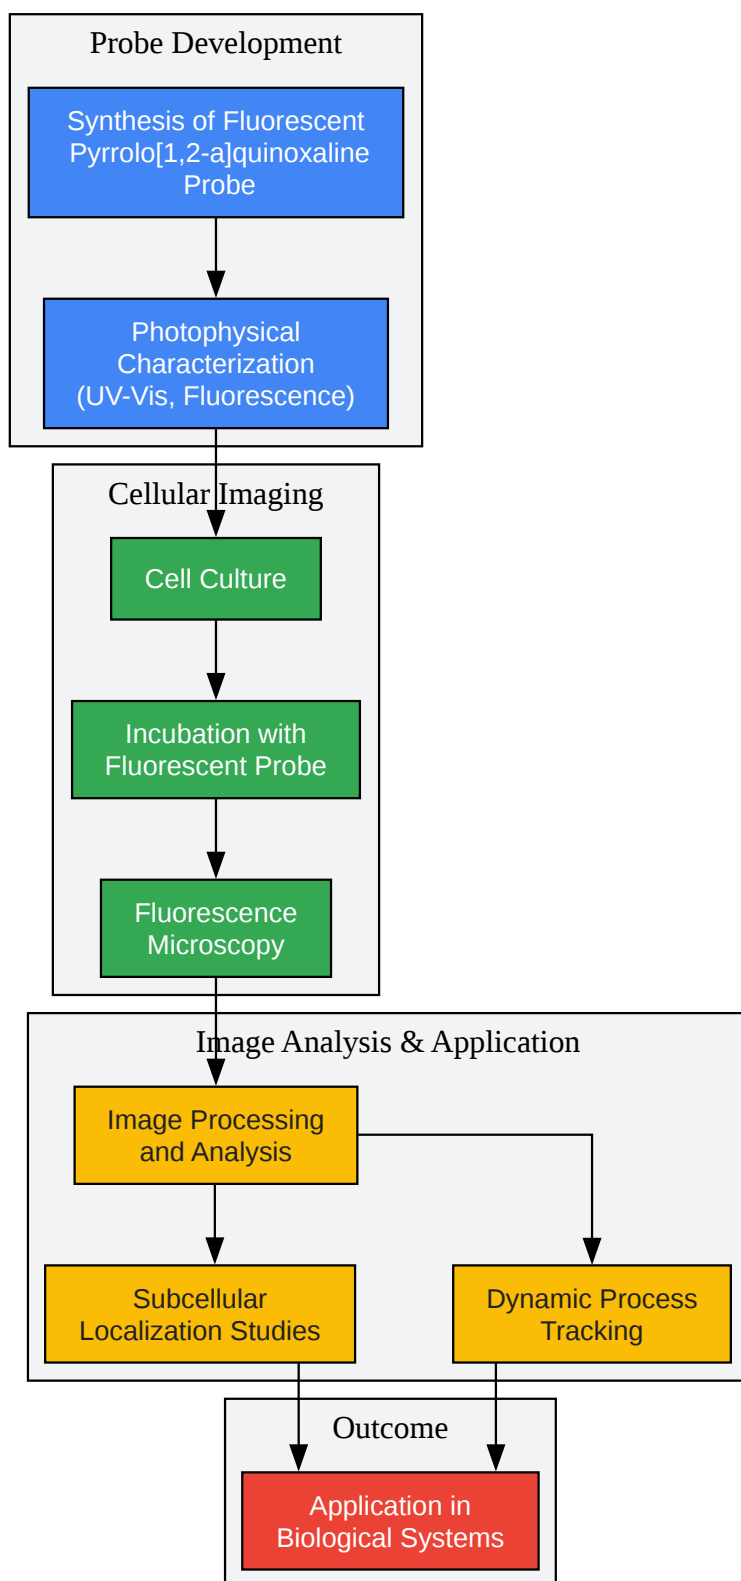 Probe Development
Synthesis of Fluorescent
Pyrrolo[1,2-a]quinoxaline
Probe
Photophysical
Characterization
(UV-Vis, Fluorescence)
Cellular Imaging
Cell Culture
Incubation with
Fluorescent Probe
Fluorescence
Microscopy
Image Analysis & Application
Image Processing
and Analysis
Subcellular
Localization Studies
Dynamic Process
Tracking
Outcome
Application in
Biological Systems